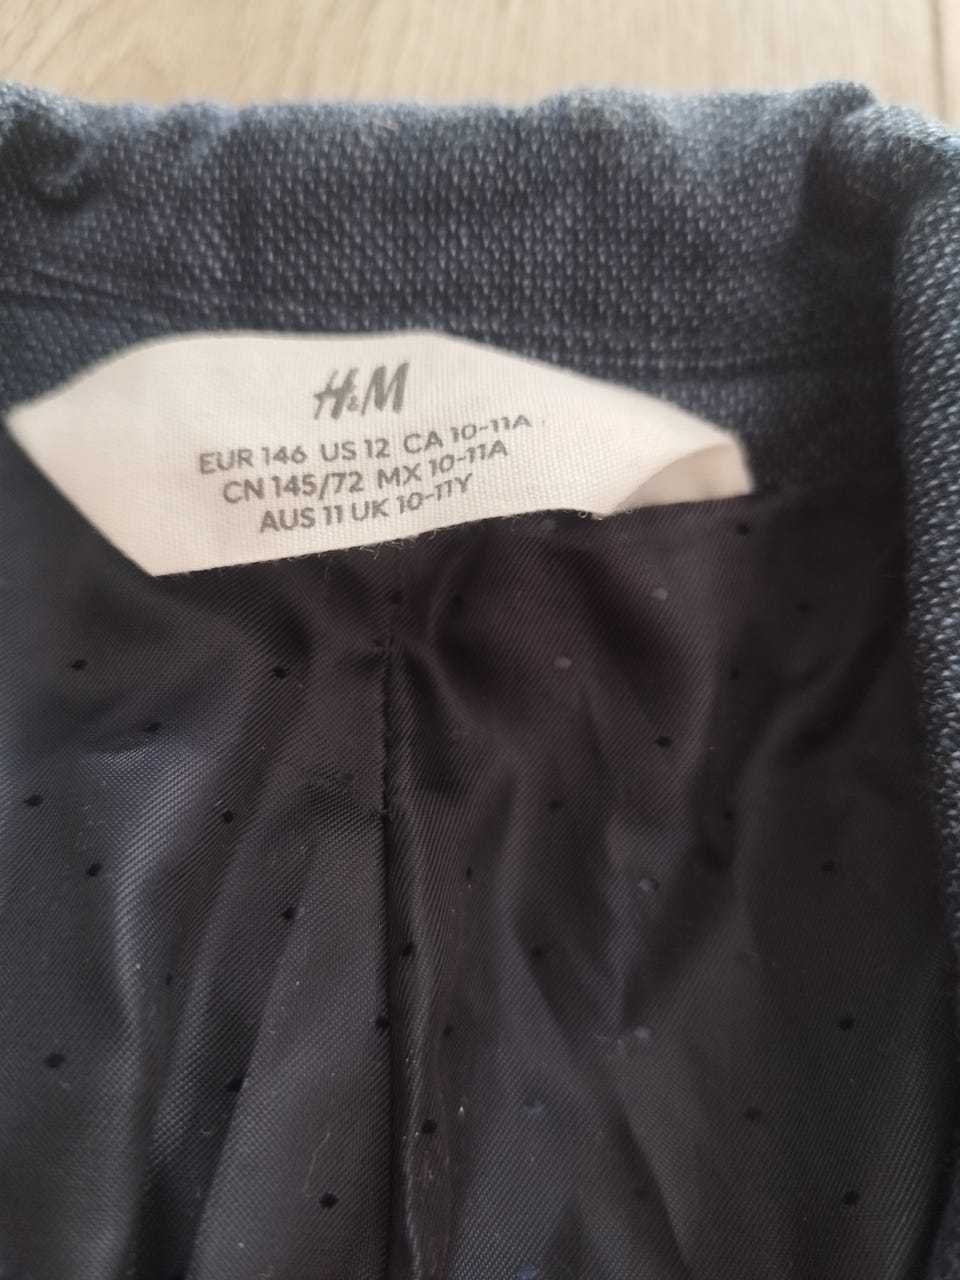 H&M
EUR 146 US 12 CA 10-11A
CN 145/72 MX 10-11A
AUS 11 UK 10-11Y